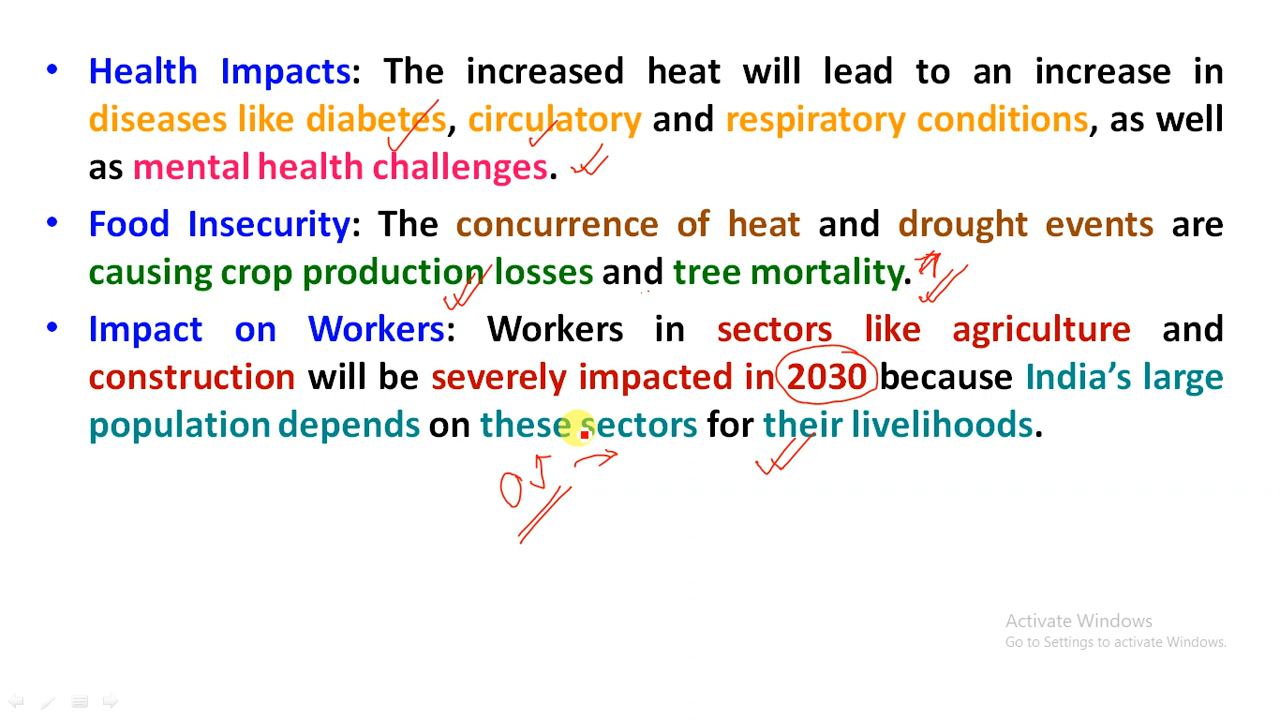 • Health Impacts: The increased heat will lead to an increase in
diseases like diabetes, circulatory and respiratory conditions, as well
as mental health challenges.
• Food Insecurity: The concurrence of heat and drought events are
causing crop production losses and tree mortality.
• Impact on Workers: Workers in sectors like agriculture and
construction will be severely impacted in 2030 because India's large
population depends on these sectors for their livelihoods.
Activate Windows
Go to Settings to activate Windows.